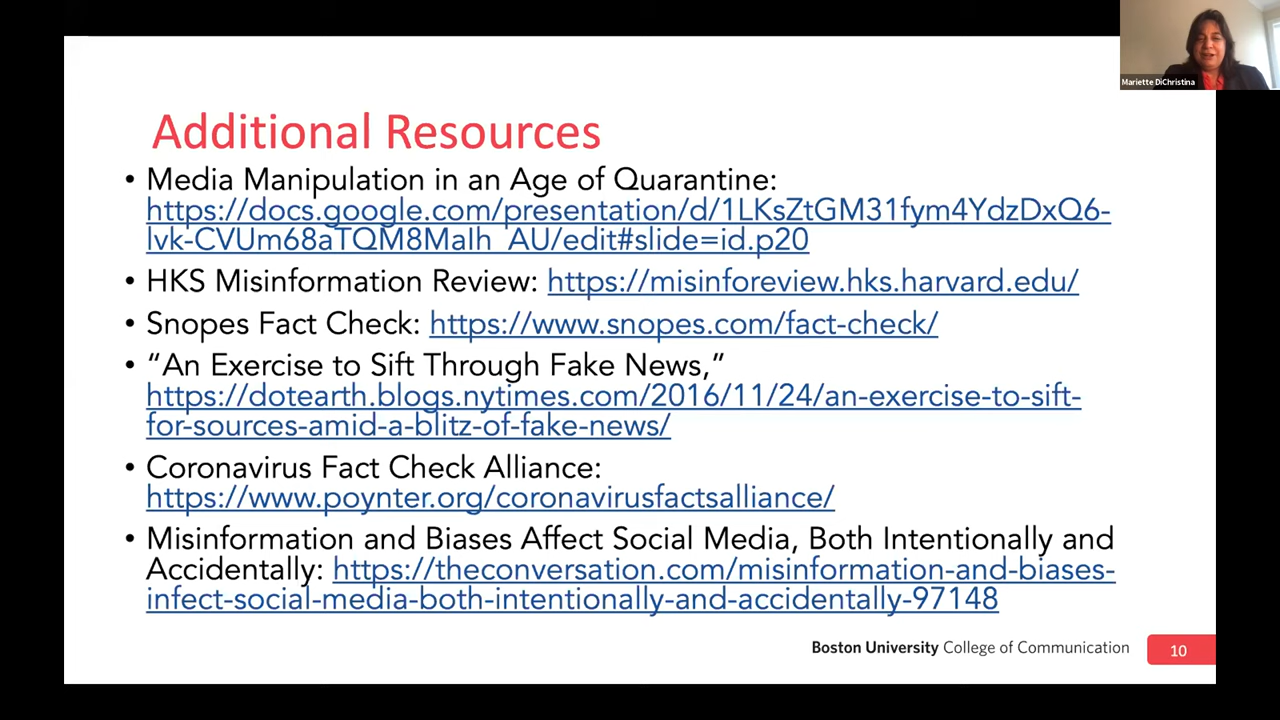 Mariette DiChristina
Additional Resources
• Media Manipulation in an Age of Quarantine:
https://docs.google.com/presentation/d/1LKsZtGM31fym4YdzDxQ6-
lvk-CVUm68aTQM8Malh_AU/edit#slide=id.p20
• HKS Misinformation Review: https://misinforeview.hks.harvard.edu/
• Snopes Fact Check: https://www.snopes.com/fact-check/
• “An Exercise to Sift Through Fake News,”
https://dotearth.blogs.nytimes.com/2016/11/24/an-exercise-to-sift-
for-sources-amid-a-blitz-of-fake-news/
• Coronavirus Fact Check Alliance:
https://www.poynter.org/coronavirusfactsalliance/
• Misinformation and Biases Affect Social Media, Both Intentionally and
Accidentally: https://theconversation.com/misinformation-and-biases-
infect-social-media-both-intentionally-and-accidentally-97148
Boston University College of Communication
10